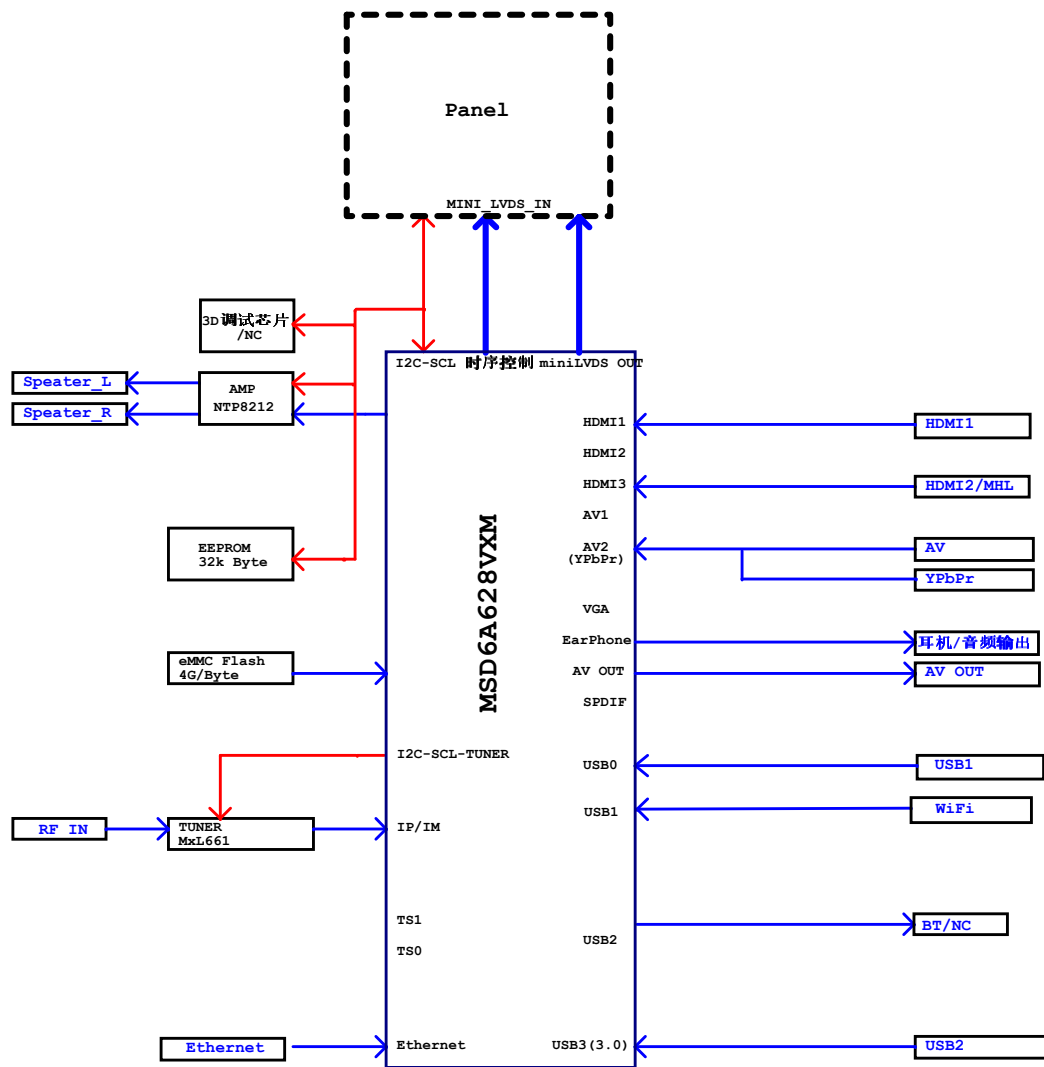 Panel
MINI_LVDS_IN
3D调试芯片
/NC
I2C-SCL 时序控制 miniLVDS OUT
Speater_L
Speater_R
AMP
NTP8212
EEPROM
32k Byte
eMMC Flash
4G/Byte
I2C-SCL-TUNER
RF IN
TUNER
MxL661
IP/IM
TS1
TS0
Ethernet
Ethernet
MSD6A628VXM
HDMI1
HDMI2
HDMI3
AV1
AV2
(YPbPr)
VGA
EarPhone
AV OUT
SPDIF
USB0
USB1
USB2
USB3(3.0)
HDMI1
HDMI2/MHL
AV
YPbPr
耳机/音频输出
AV OUT
USB1
WiFi
BT/NC
USB2